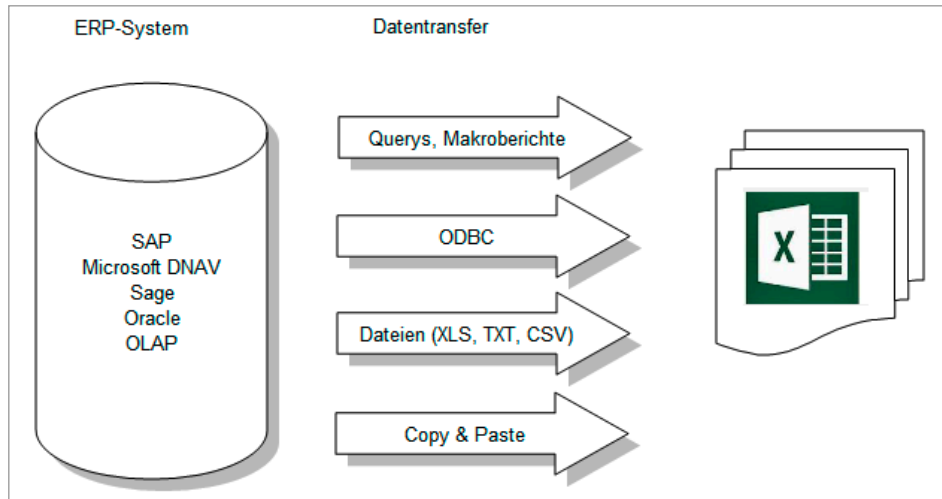 ERP-System
Datentransfer
SAP
Microsoft DNAV
Sage
Oracle
OLAP
Querys, Makroberichte
ODBC
Dateien (XLS, TXT, CSV)
Copy & Paste
X